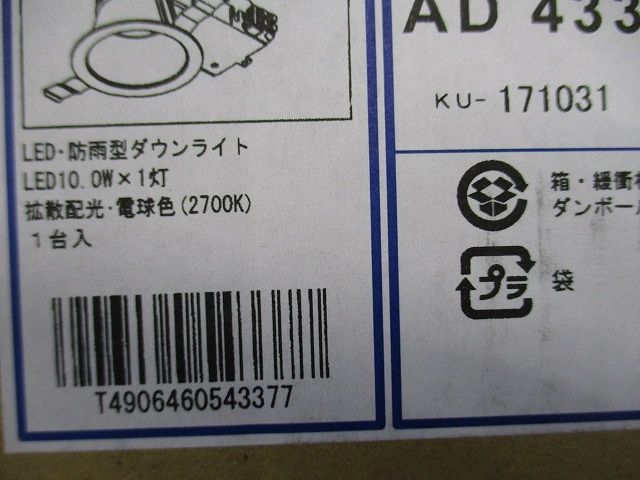 LED・防雨型ダウンライト
LED10.0W×1灯
拡散配光・電球色(2700K)
1台入
T4906460543377
AD 433
KU-171031
箱・緩衝
ダンボール
プラ
袋